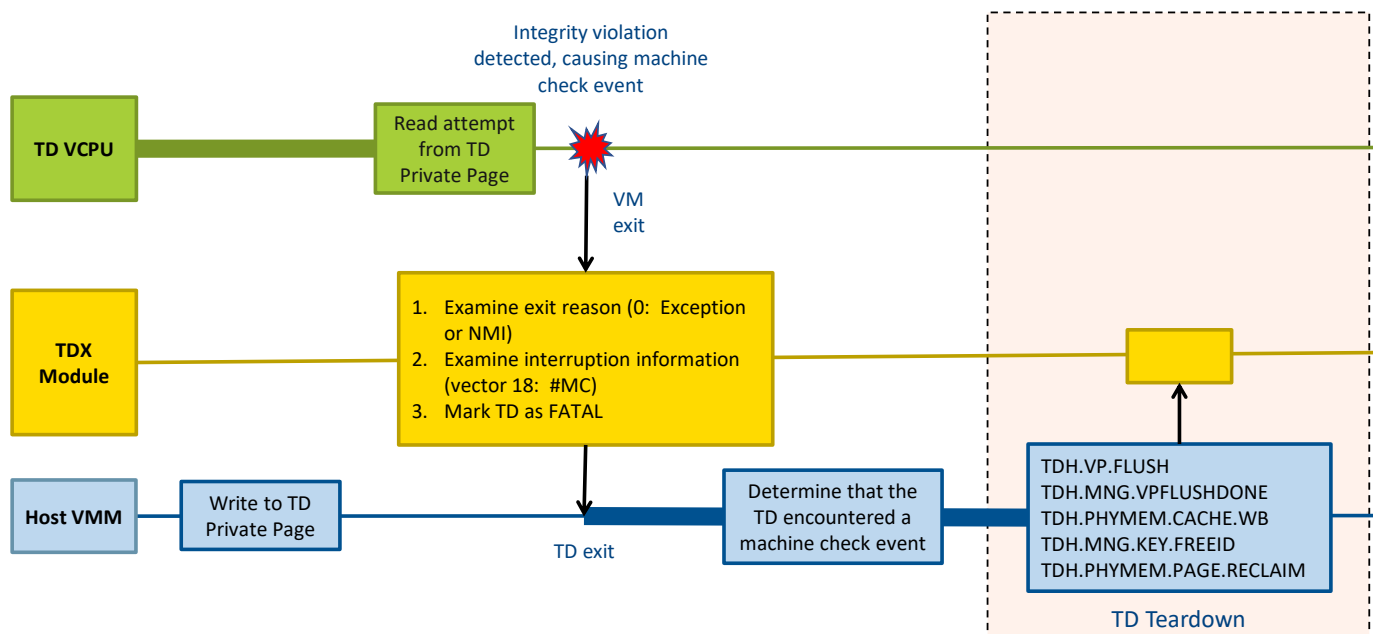 Integrity violation
detected, causing machine
check event
TD VCPU
Read attempt
from TD
Private Page
VM
exit
TDX
Module
1. Examine exit reason (0: Exception
or NMI)
2. Examine interruption information
(vector 18: #MC)
3. Mark TD as FATAL
Host VMM
Write to TD
Private Page
TD exit
Determine that the
TD encountered a
machine check event
TDH.VP.FLUSH
TDH.MNG.VPFLUSHDONE
TDH.PHYMEM.CACHE.WB
TDH.MNG.KEY.FREEID
TDH.PHYMEM.PAGE.RECLAIM
TD Teardown